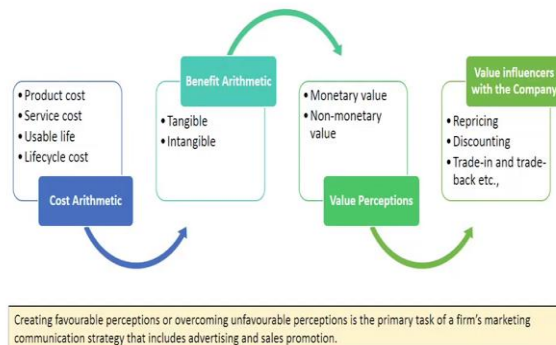 • Product cost
• Service cost
• Usable life
• Lifecycle cost
Cost Arithmetic
Benefit Arithmetic
• Tangible
• Intangible
• Monetary value
• Non-monetary
value
Value Perceptions
Value influencers
with the Company
• Repricing
• Discounting
• Trade-in and trade-
back etc.,
Creating favourable perceptions or overcoming unfavourable perceptions is the primary task of a firm's marketing
communication strategy that includes advertising and sales promotion.